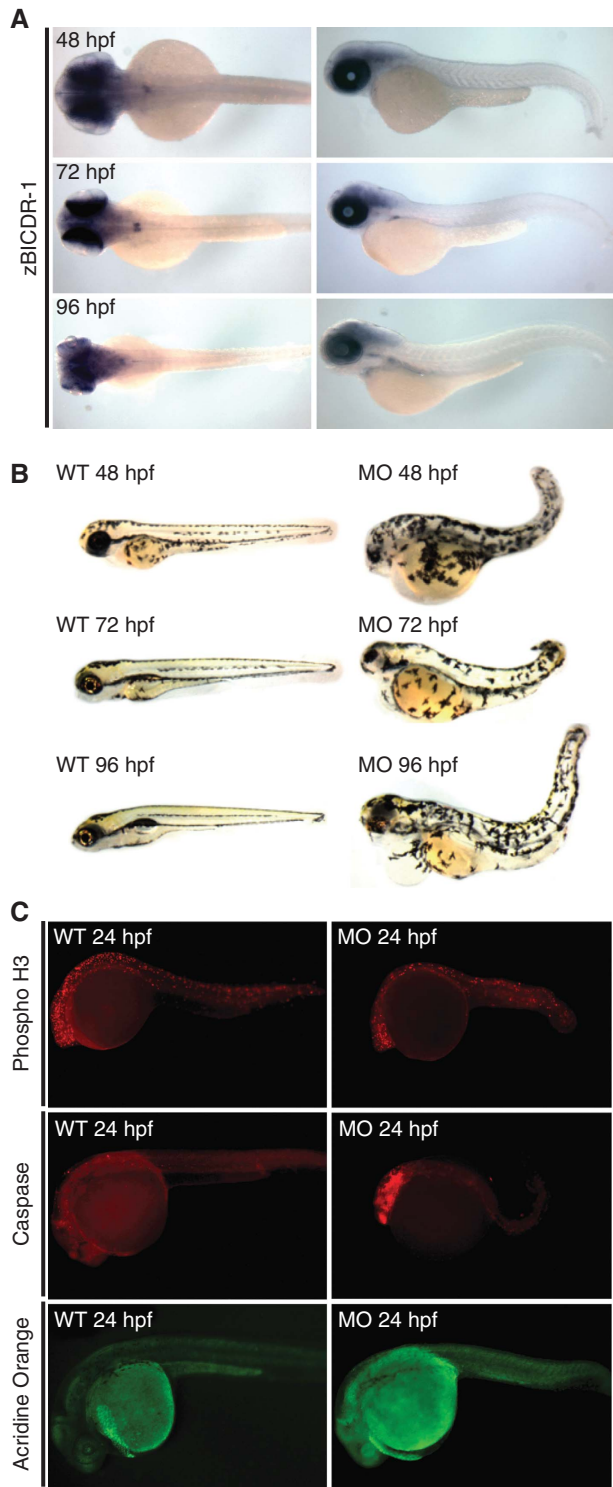 A
48 hpf
72 hpf
96 hpf
zBICDR-1
B
WT 48 hpf
MO 48 hpf
WT 72 hpf
MO 72 hpf
WT 96 hpf
MO 96 hpf
C
Phospho H3
WT 24 hpf
MO 24 hpf
Caspase
WT 24 hpf
MO 24 hpf
Acridine Orange
WT 24 hpf
MO 24 hpf